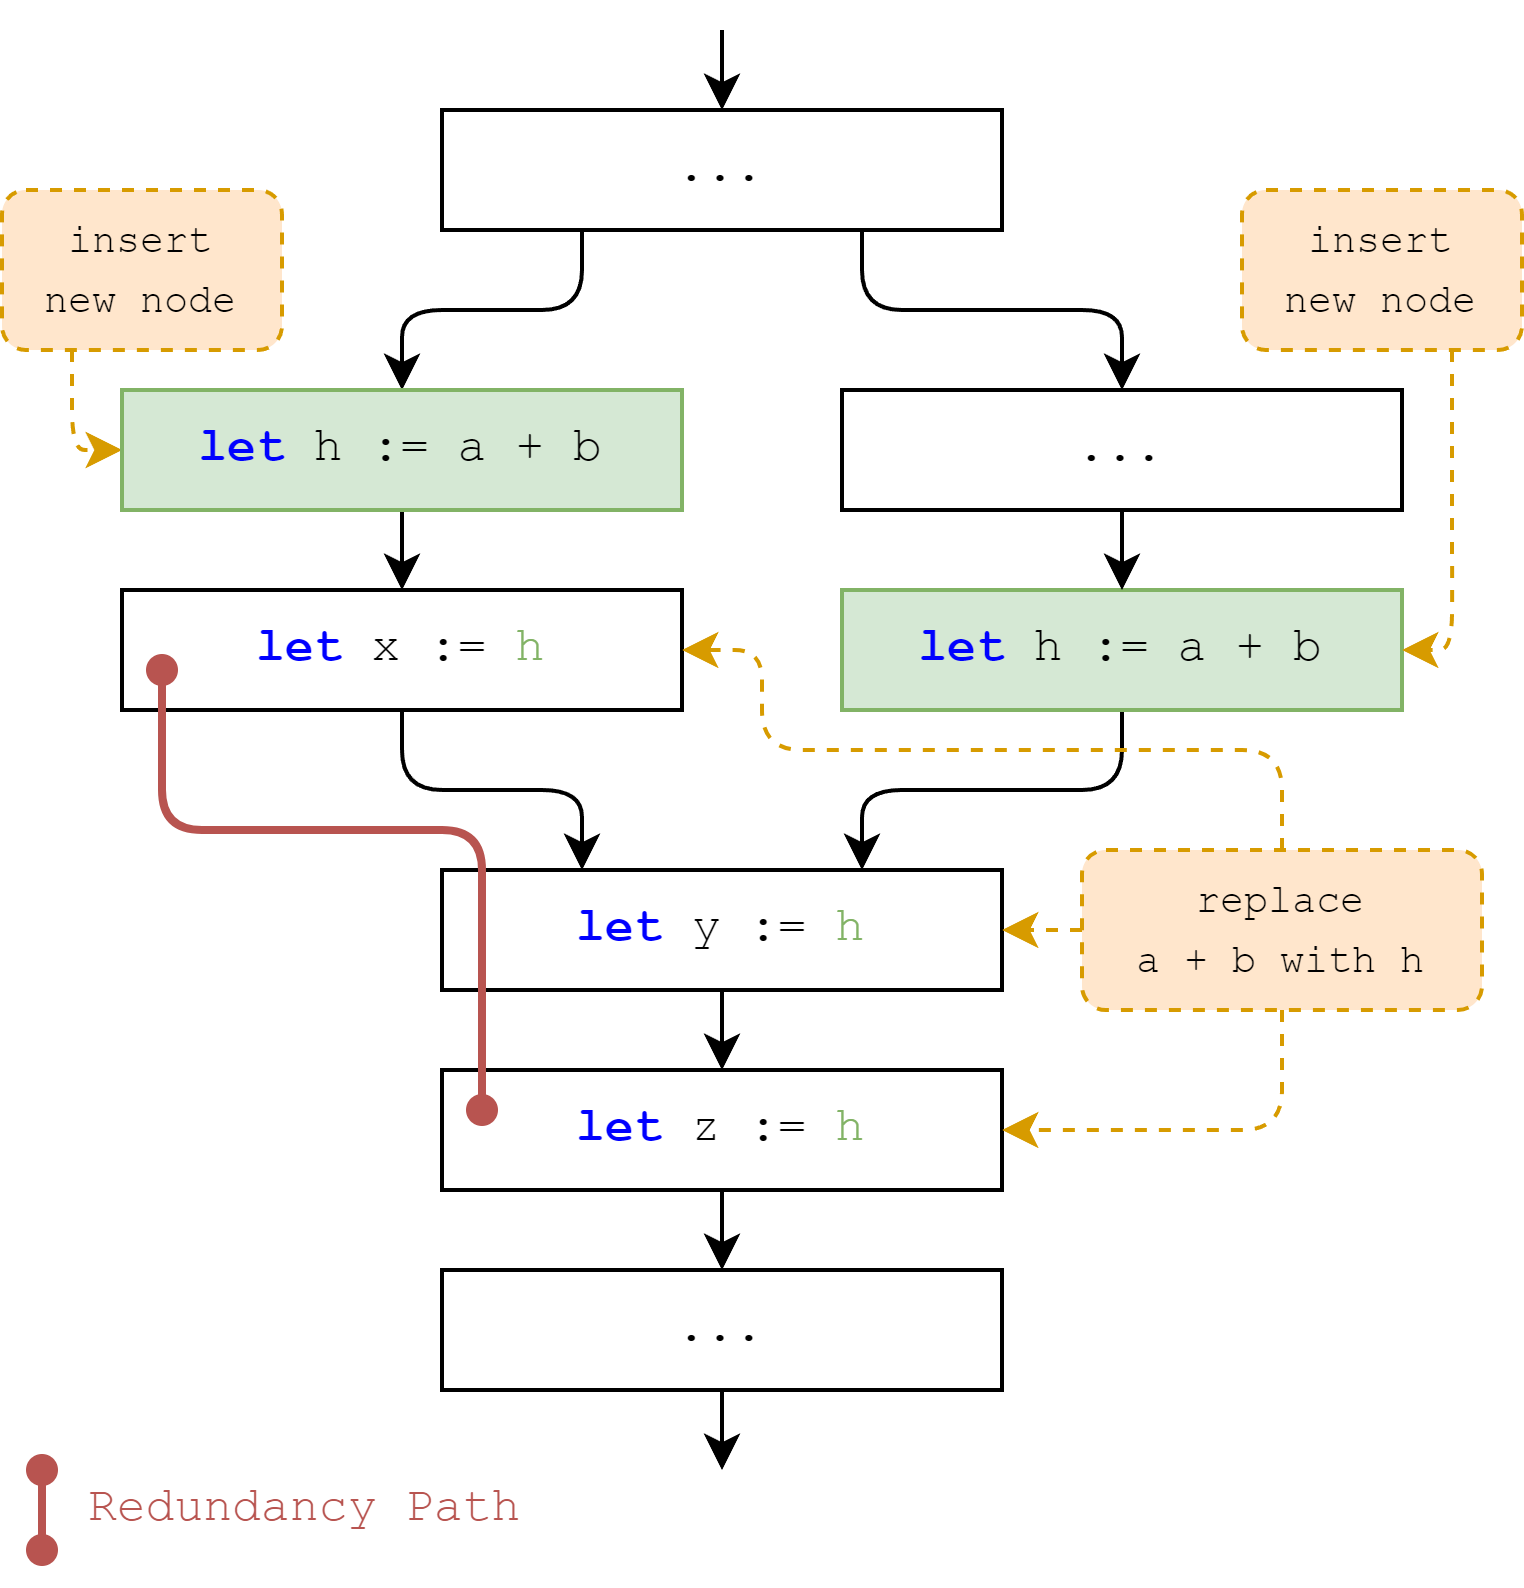 ...
insert
new node
insert
new node
let h := a + b
...
let x := h
let h := a + b
let y := h
replace
a + b with h
let z := h
...
Redundancy Path